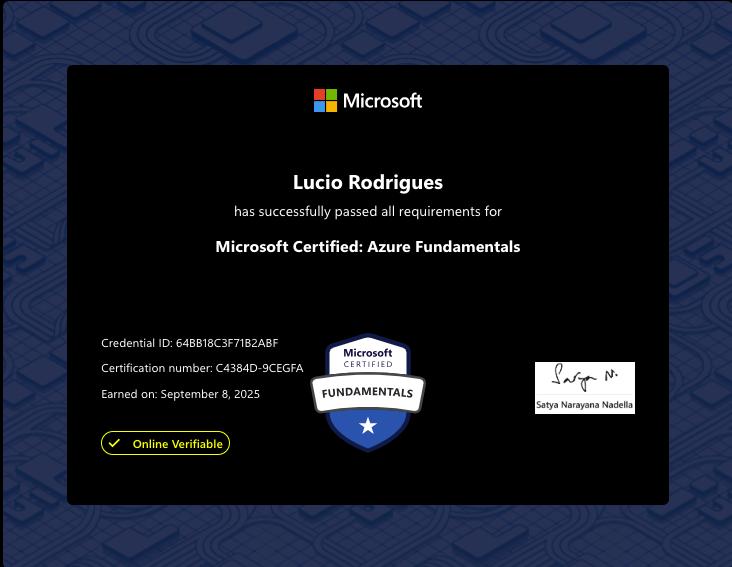 Microsoft
Lucio Rodrigues
has successfully passed all requirements for
Microsoft Certified: Azure Fundamentals
Credential ID: 64BB18C3F71B2ABF
Certification number: C4384D-9CEGFA
Earned on: September 8, 2025
Online Verifiable
Microsoft
CERTIFIED
FUNDAMENTALS
Satya N.
Satya Narayana Nadella